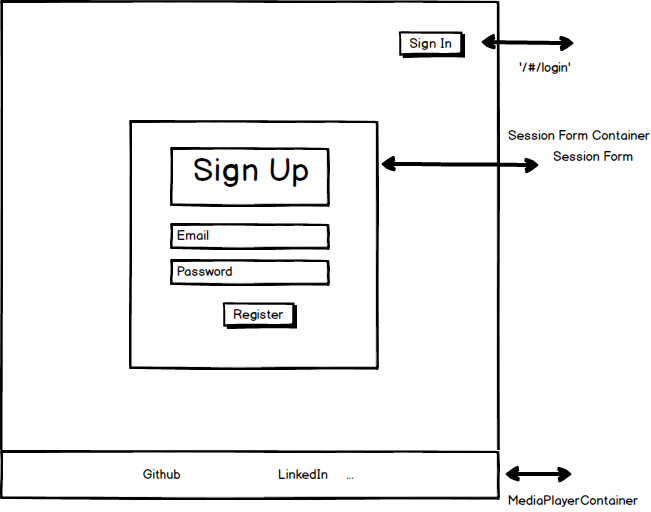 Sign In
'/#/login'
Session Form Container
Session Form
Sign Up
Email
Password
Register
Github LinkedIn ...
MediaPlayerContainer